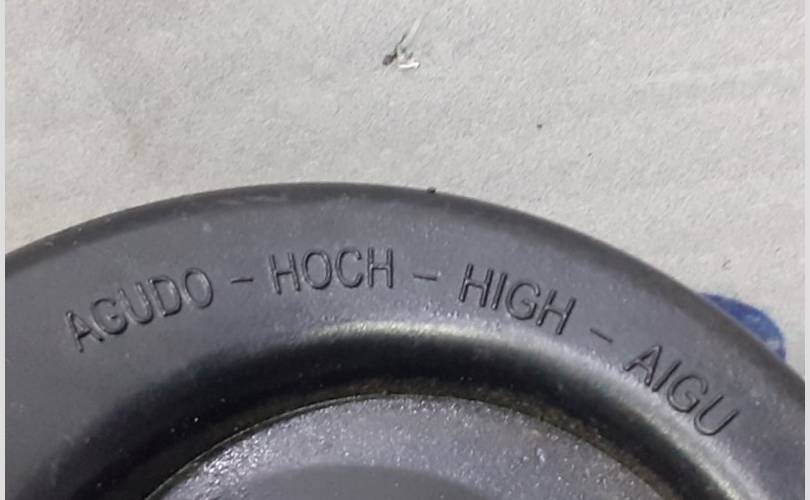 AGUDO - HOCH - HIGH - AIGU